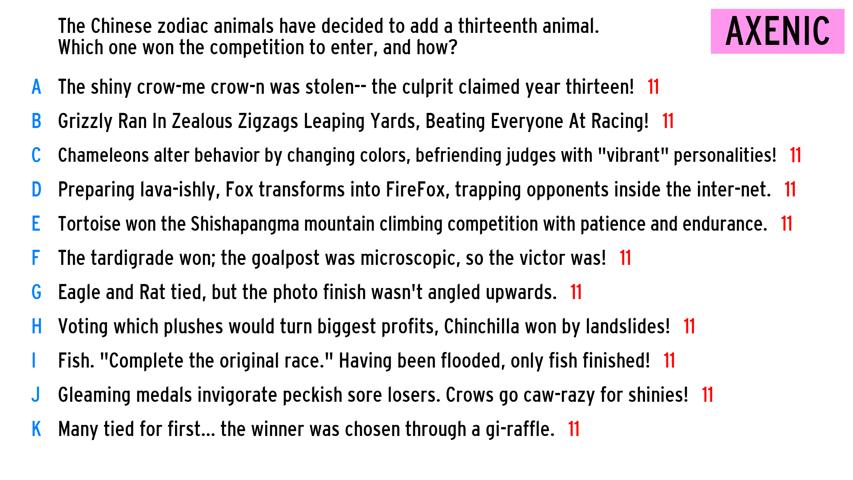 The Chinese zodiac animals have decided to add a thirteenth animal.
Which one won the competition to enter, and how?
AXENIC
A The shiny crow-me crow-n was stolen-- the culprit claimed year thirteen! 11
B Grizzly Ran In Zealous Zigzags Leaping Yards, Beating Everyone At Racing! 11
C Chameleons alter behavior by changing colors, befriending judges with "vibrant" personalities! 11
D Preparing lava-ishly, Fox transforms into FireFox, trapping opponents inside the inter-net. 11
E Tortoise won the Shishapangma mountain climbing competition with patience and endurance. 11
F The tardigrade won; the goalpost was microscopic, so the victor was! 11
G Eagle and Rat tied, but the photo finish wasn't angled upwards. 11
H Voting which plushes would turn biggest profits, Chinchilla won by landslides! 11
I Fish. "Complete the original race." Having been flooded, only fish finished! 11
J Gleaming medals invigorate peckish sore losers. Crows go caw-razy for shinies! 11
K Many tied for first... the winner was chosen through a gi-raffle. 11